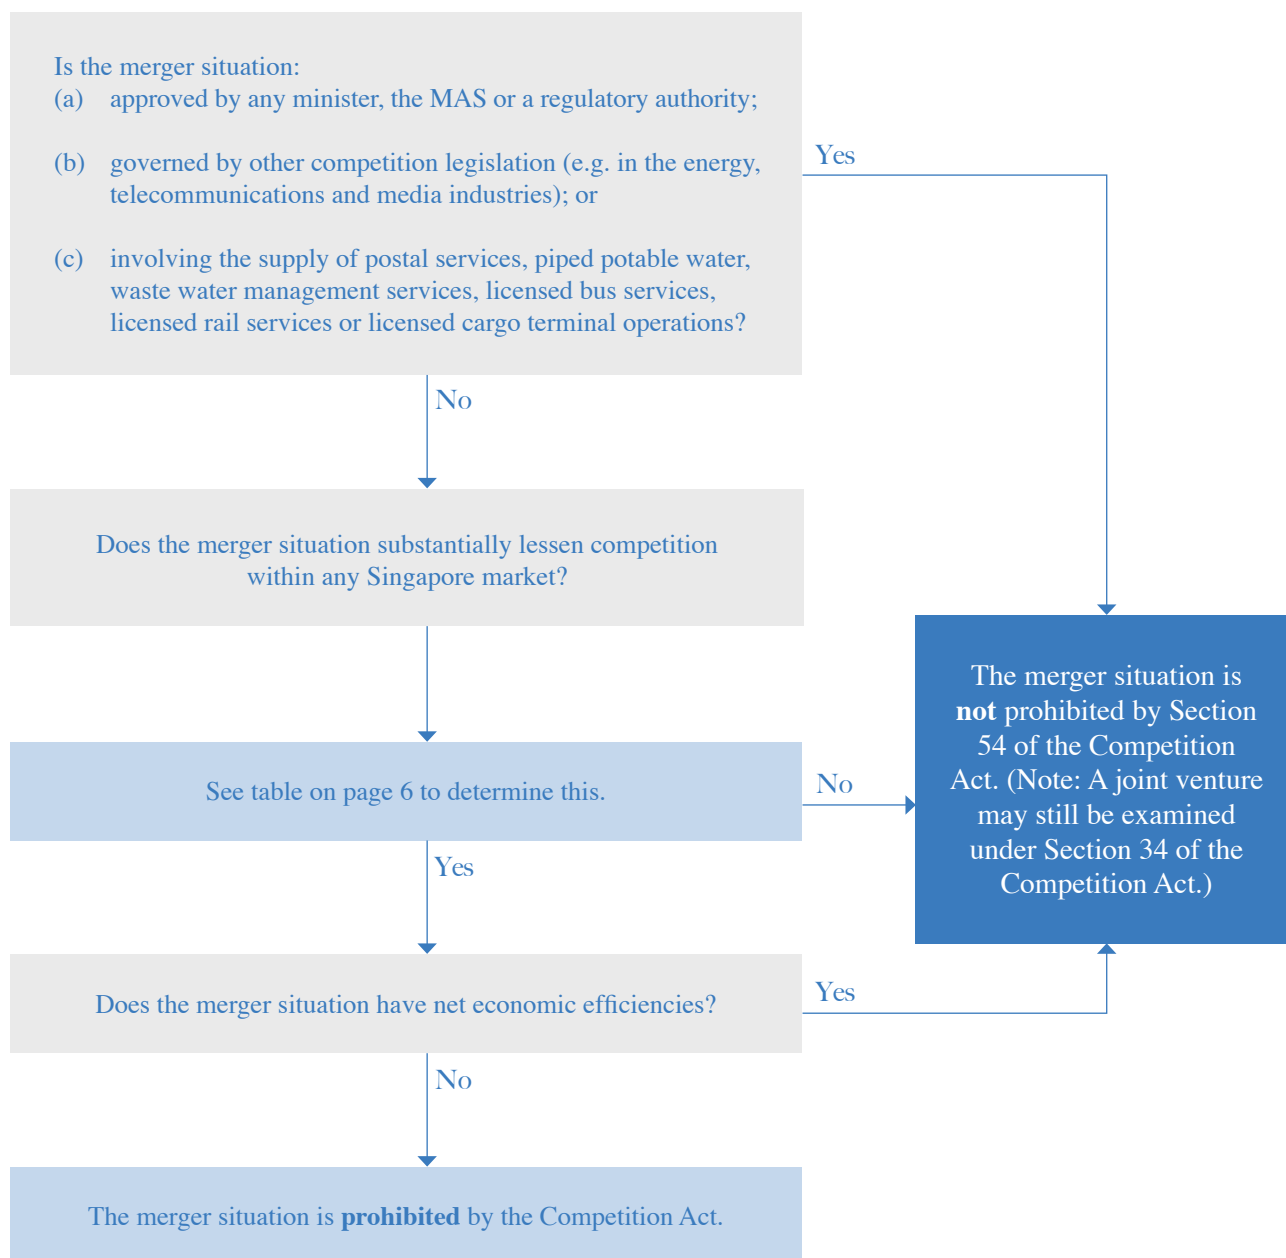 Is the merger situation:
(a) approved by any minister, the MAS or a regulatory authority;
(b) governed by other competition legislation (e.g. in the energy,
telecommunications and media industries); or
(c) involving the supply of postal services, piped potable water,
waste water management services, licensed bus services,
licensed rail services or licensed cargo terminal operations?
Yes
No
Does the merger situation substantially lessen competition
within any Singapore market?
See table on page 6 to determine this.
No
The merger situation is
not prohibited by Section
54 of the Competition
Act. (Note: A joint venture
may still be examined
under Section 34 of the
Competition Act.)
Yes
Does the merger situation have net economic efficiencies?
Yes
No
The merger situation is prohibited by the Competition Act.